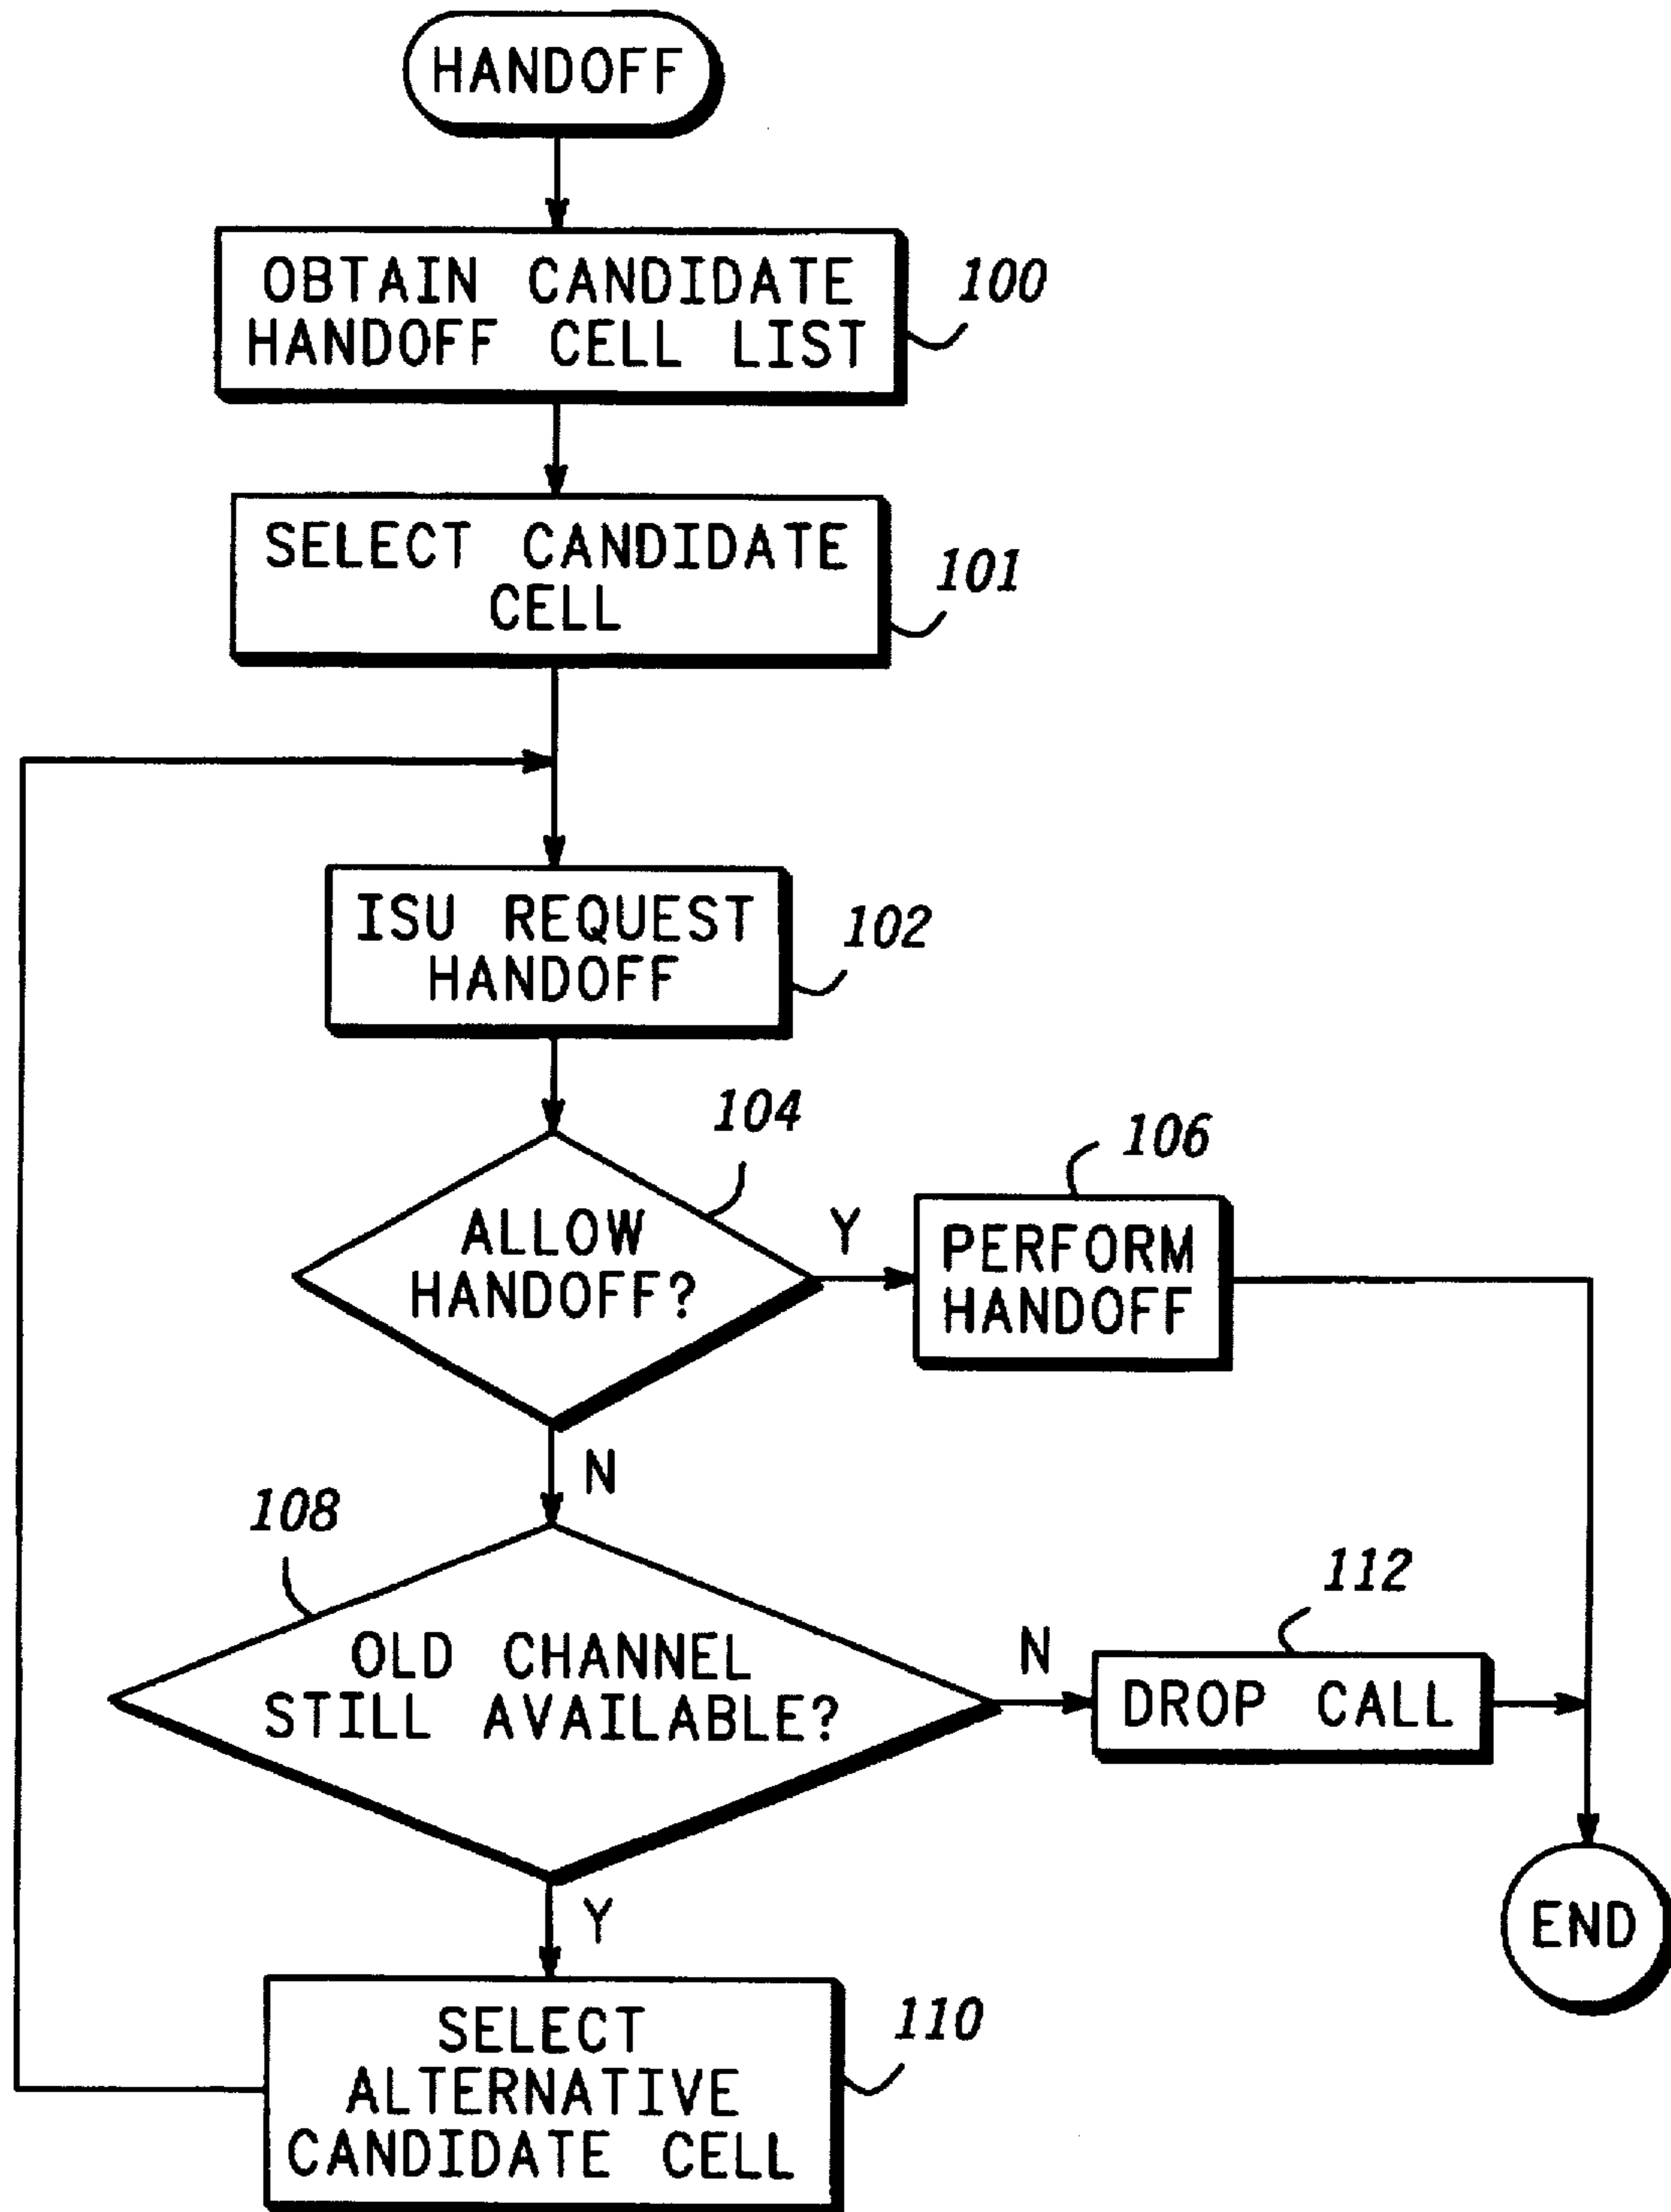 HANDOFF
OBTAIN CANDIDATE
HANDOFF CELL LIST
100
SELECT CANDIDATE
CELL
101
ISU REQUEST
HANDOFF
102
104
ALLOW
HANDOFF?
Y
106
PERFORM
HANDOFF
N
108
OLD CHANNEL
STILL AVAILABLE?
N
112
DROP CALL
Y
END
SELECT
ALTERNATIVE
CANDIDATE CELL
110